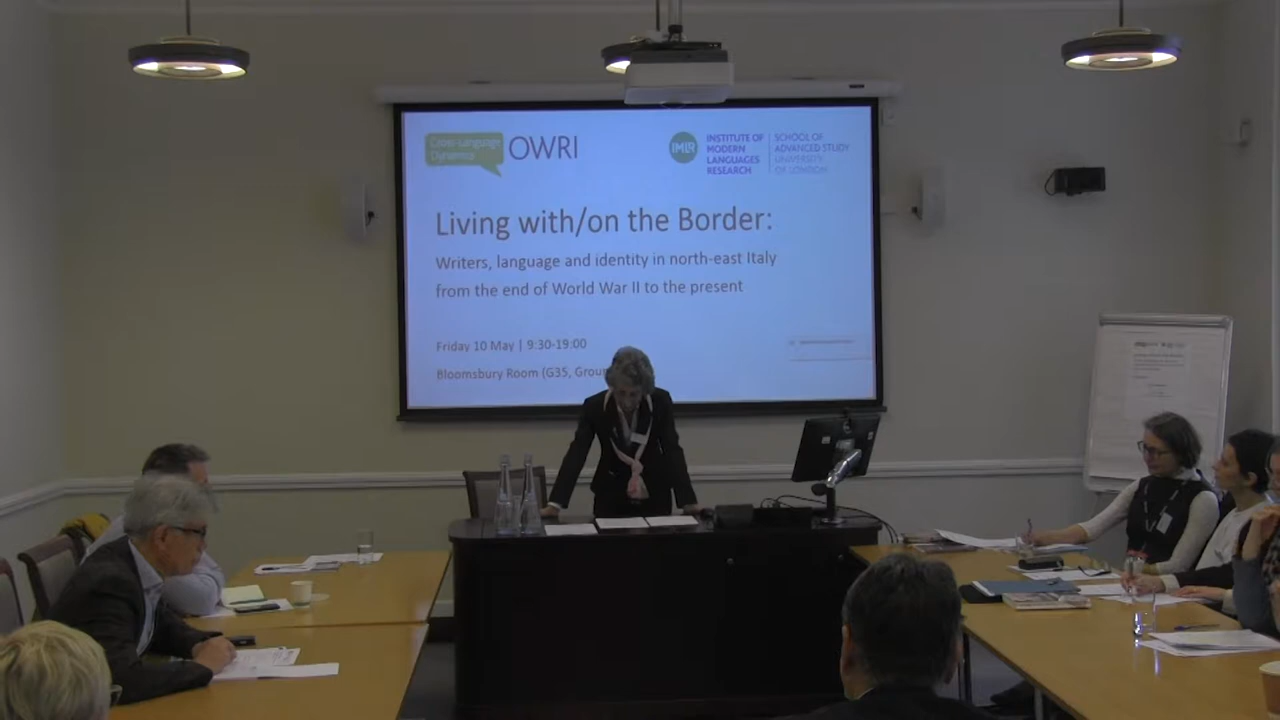 Cross-Language
Dynamics
OWRI
IMLR
INSTITUTE OF
MODERN
LANGUAGES
RESEARCH
SCHOOL OF
ADVANCED STUDY
UNIVERSITY
OF LONDON
Living with/on the Border:
Writers, language and identity in north-east Italy
from the end of World War II to the present
Friday 10 May | 9:30-19:00
Bloomsbury Room (G35, Grou